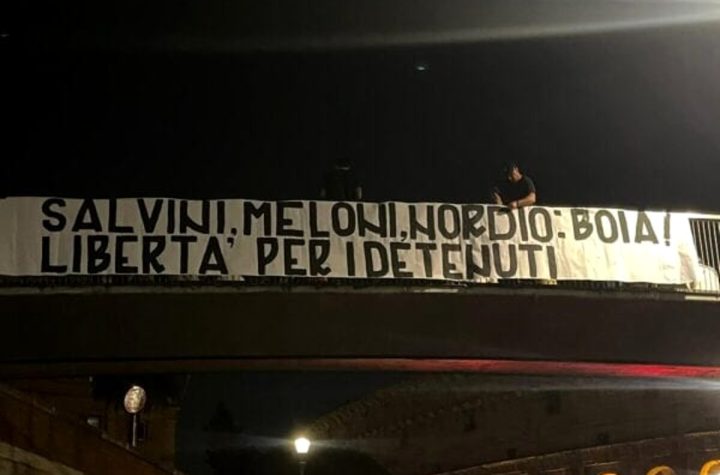 SALVINI, MELONI, NORDIO: BOIA!
LIBERTA' PER I DETENUTI